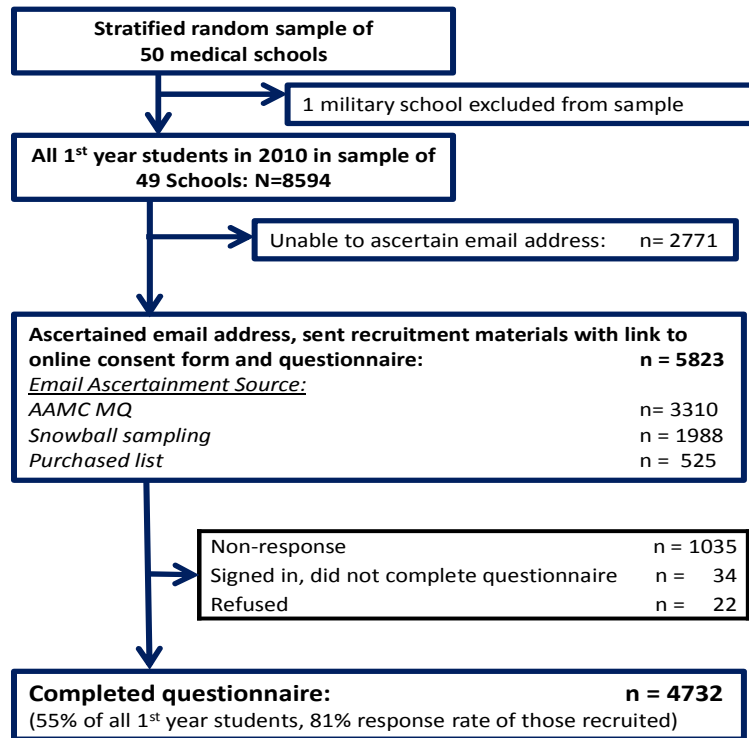 Stratified random sample of
50 medical schools
1 military school excluded from sample
All 1st year students in 2010 in sample of
49 Schools: N=8594
Unable to ascertain email address: n= 2771
Ascertained email address, sent recruitment materials with link to
online consent form and questionnaire: n = 5823
Email Ascertainment Source:
AAMC MQ n= 3310
Snowball sampling n = 1988
Purchased list n = 525
Non-response n = 1035
Signed in, did not complete questionnaire n = 34
Refused n = 22
Completed questionnaire: n = 4732
(55% of all 1st year students, 81% response rate of those recruited)